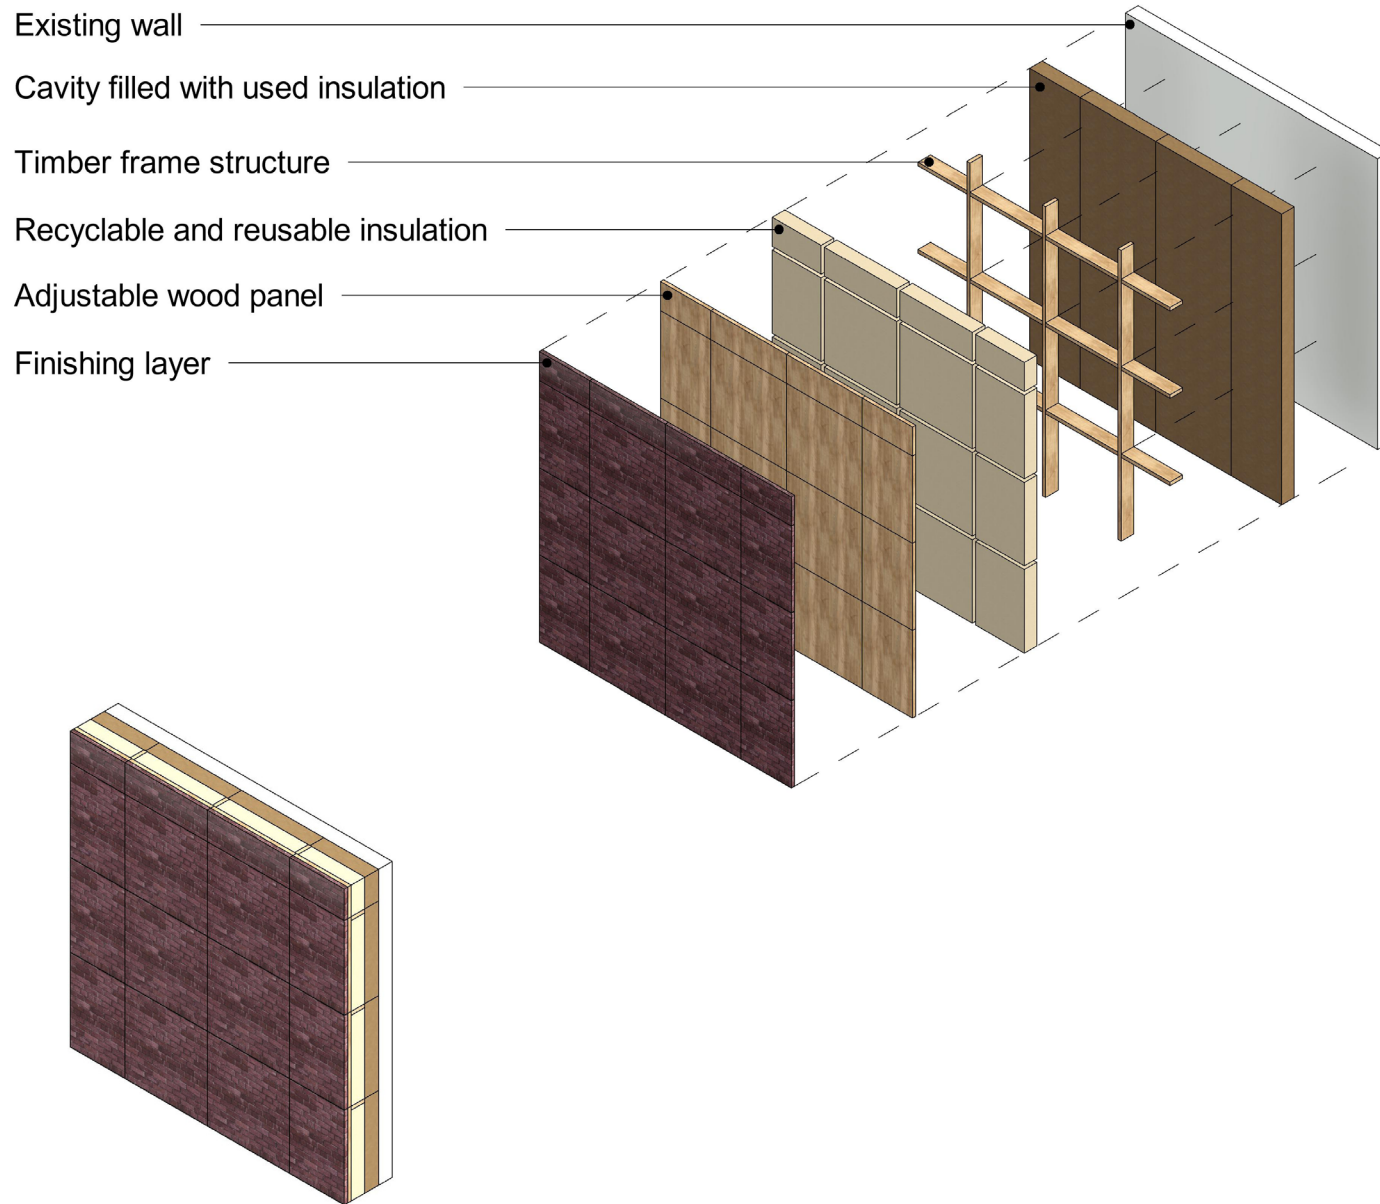 Existing wall
Cavity filled with used insulation
Timber frame structure
Recyclable and reusable insulation
Adjustable wood panel
Finishing layer